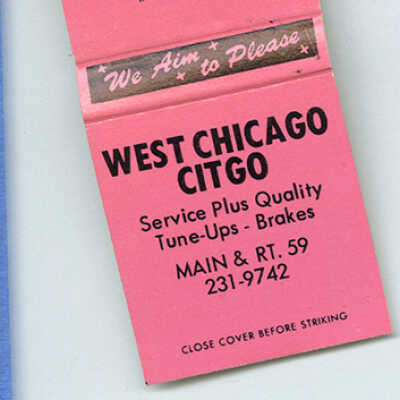 We Aim to Please
WEST CHICAGO
CITGO
Service Plus Quality
Tune-Ups - Brakes
MAIN & RT. 59
231-9742
CLOSE COVER BEFORE STRIKING